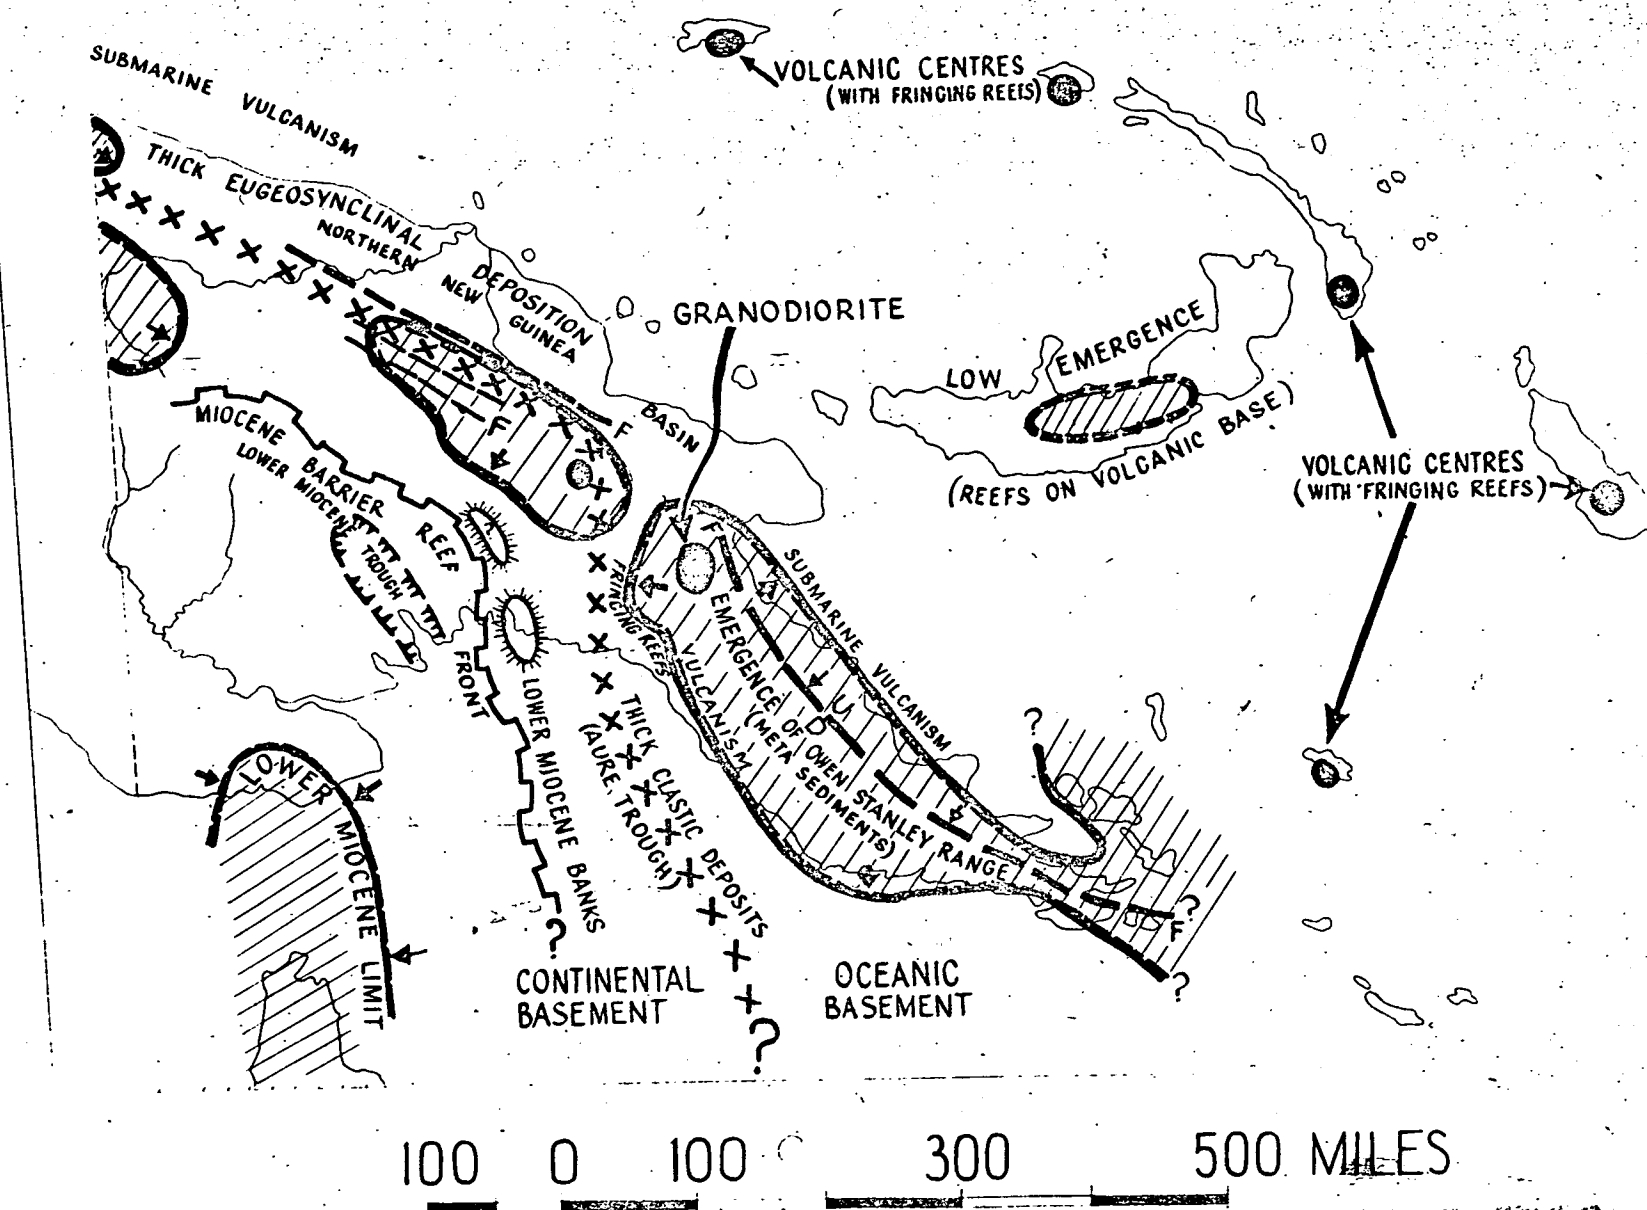 SUBMARINE VULCANISM
VOLCANIC CENTRES
(WITH FRINGING REEFS)
THICK EUGEOSYNCLINAL DEPOSITION BASIN
NORTHERN NEW GUINEA
GRANODIORITE
LOW EMERGENCE
(REEFS ON VOLCANIC BASE)
F
F
MIOCENE BARRIER REEF FRONT
LOWER MIOCENE
TROUGH
VOLCANIC CENTRES
(WITH FRINGING REEFS)
F
FRINGING REEFS
VULCANISM
SUBMARINE VULCANISM
EMERGENCE OF OWEN STANLEY RANGE
(META SEDIMENTS)
U
D
?
LOWER MIOCENE BANKS
?
THICK CLASTIC DEPOSITS
(AURE TROUGH)
?
LOWER MIOCENE LIMIT
?
F
?
CONTINENTAL
BASEMENT
OCEANIC
BASEMENT
100 0 100 300 500 MILES